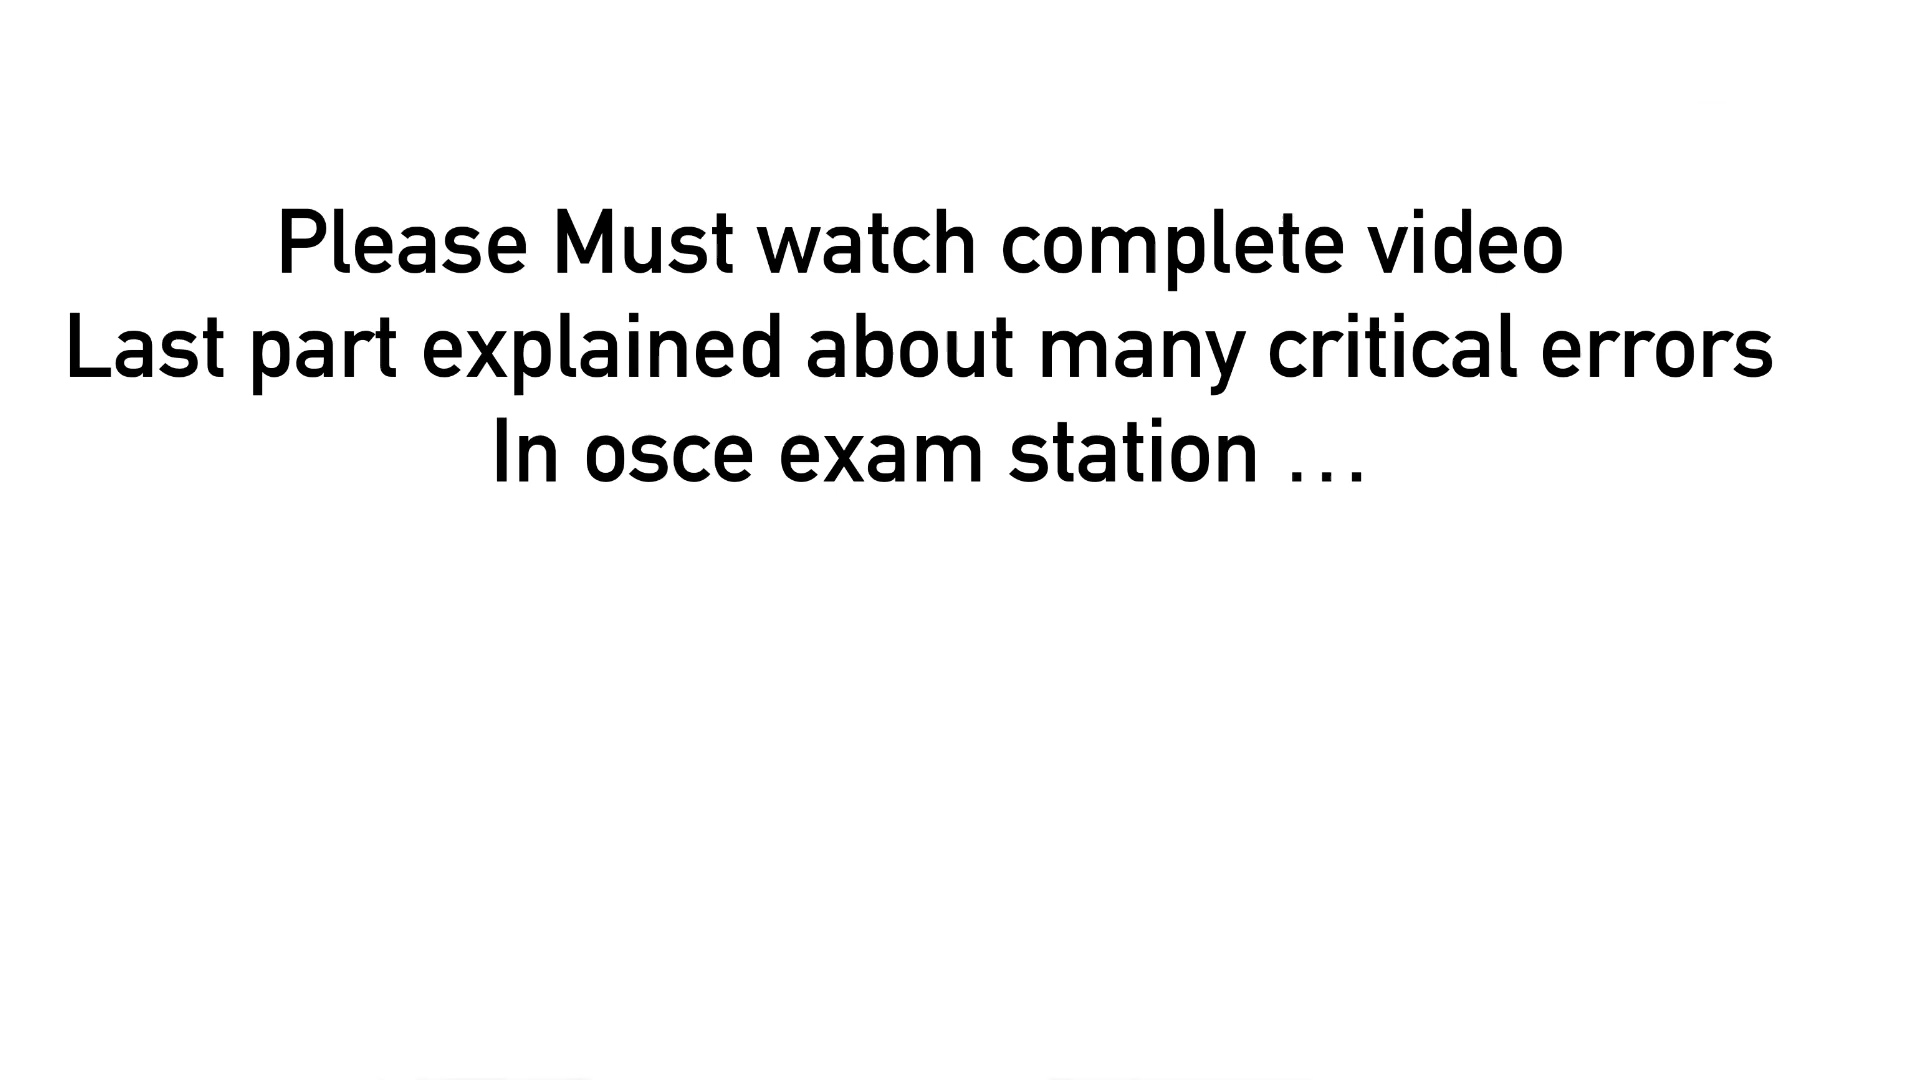 Please Must watch complete video
Last part explained about many critical errors
In osce exam station ...